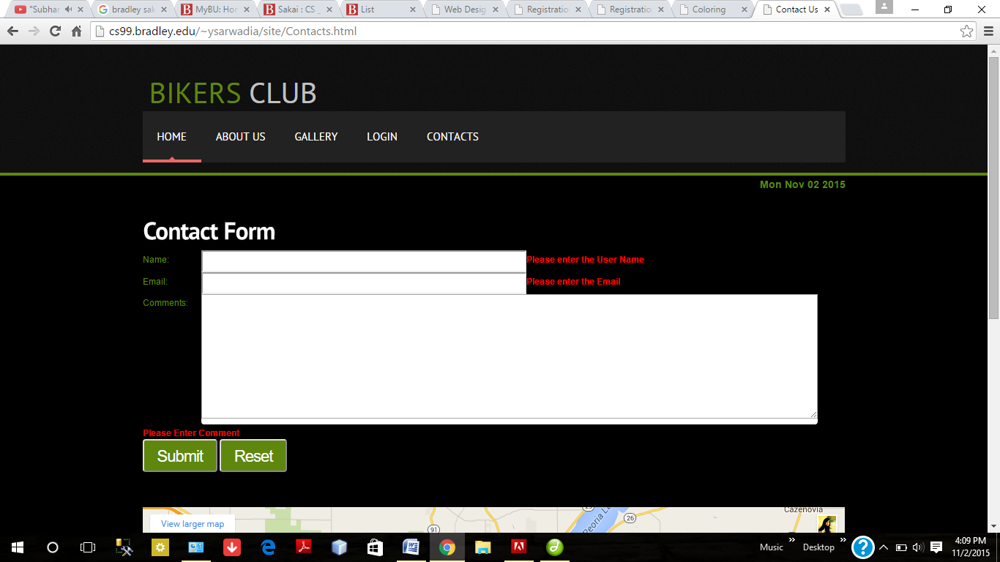 "Subhan
bradley sak
MyBU: Hor
Sakai : CS _
List
Web Desig
Registratio
Registratio
Coloring
Contact Us
cs99.bradley.edu/~ysarwadia/site/Contacts.html
BIKERS CLUB
HOME
ABOUT US
GALLERY
LOGIN
CONTACTS
Mon Nov 02 2015
Contact Form
Name:
Please enter the User Name
Email:
Please enter the Email
Comments:
Please Enter Comment
Submit
Reset
View larger map
91
Peoria La
26
Cazenovia
Music
Desktop
4:09 PM
11/2/2015